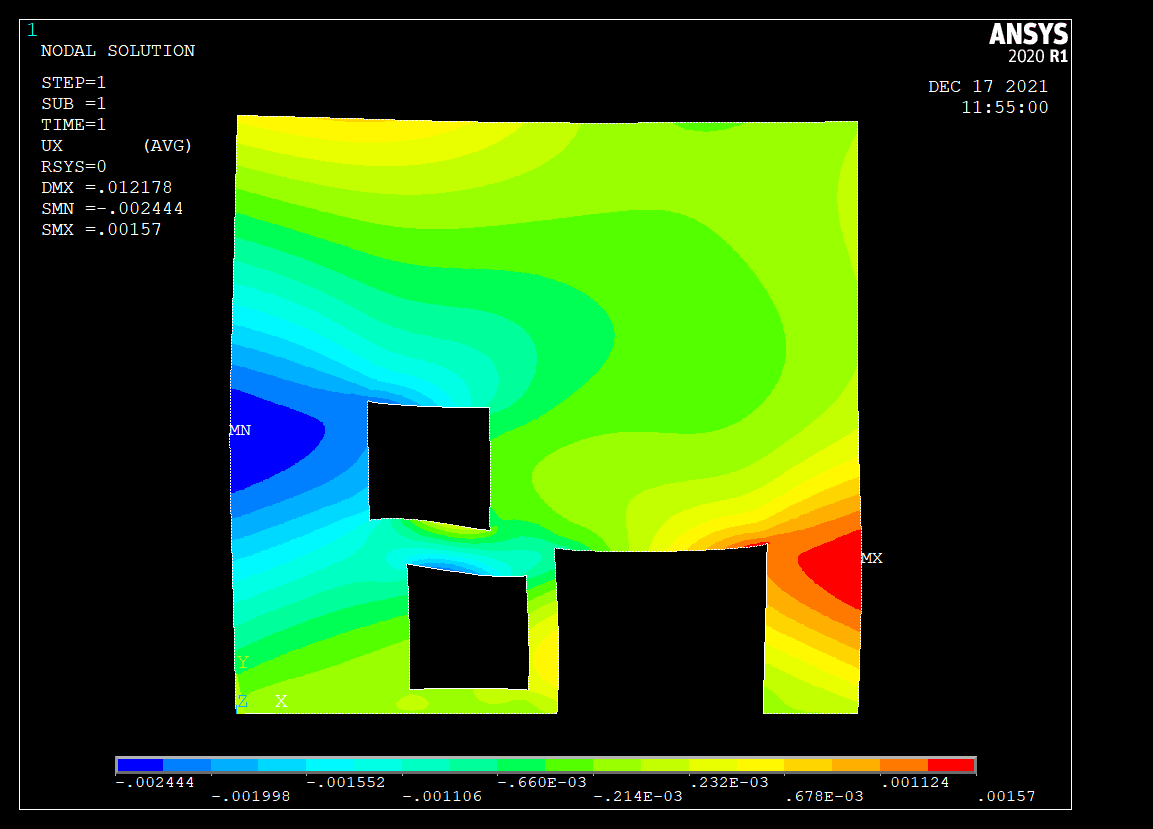 1
NODAL SOLUTION
STEP=1
SUB =1
TIME=1
UX (AVG)
RSYS=0
DMX =.012178
SMN =-.002444
SMX =.00157
ANSYS
2020 R1
DEC 17 2021
11:55:00
MN
MX
Y
Z X
-.002444 -.001552 -.660E-03 .232E-03 .001124
-.001998 -.001106 -.214E-03 .678E-03 .00157